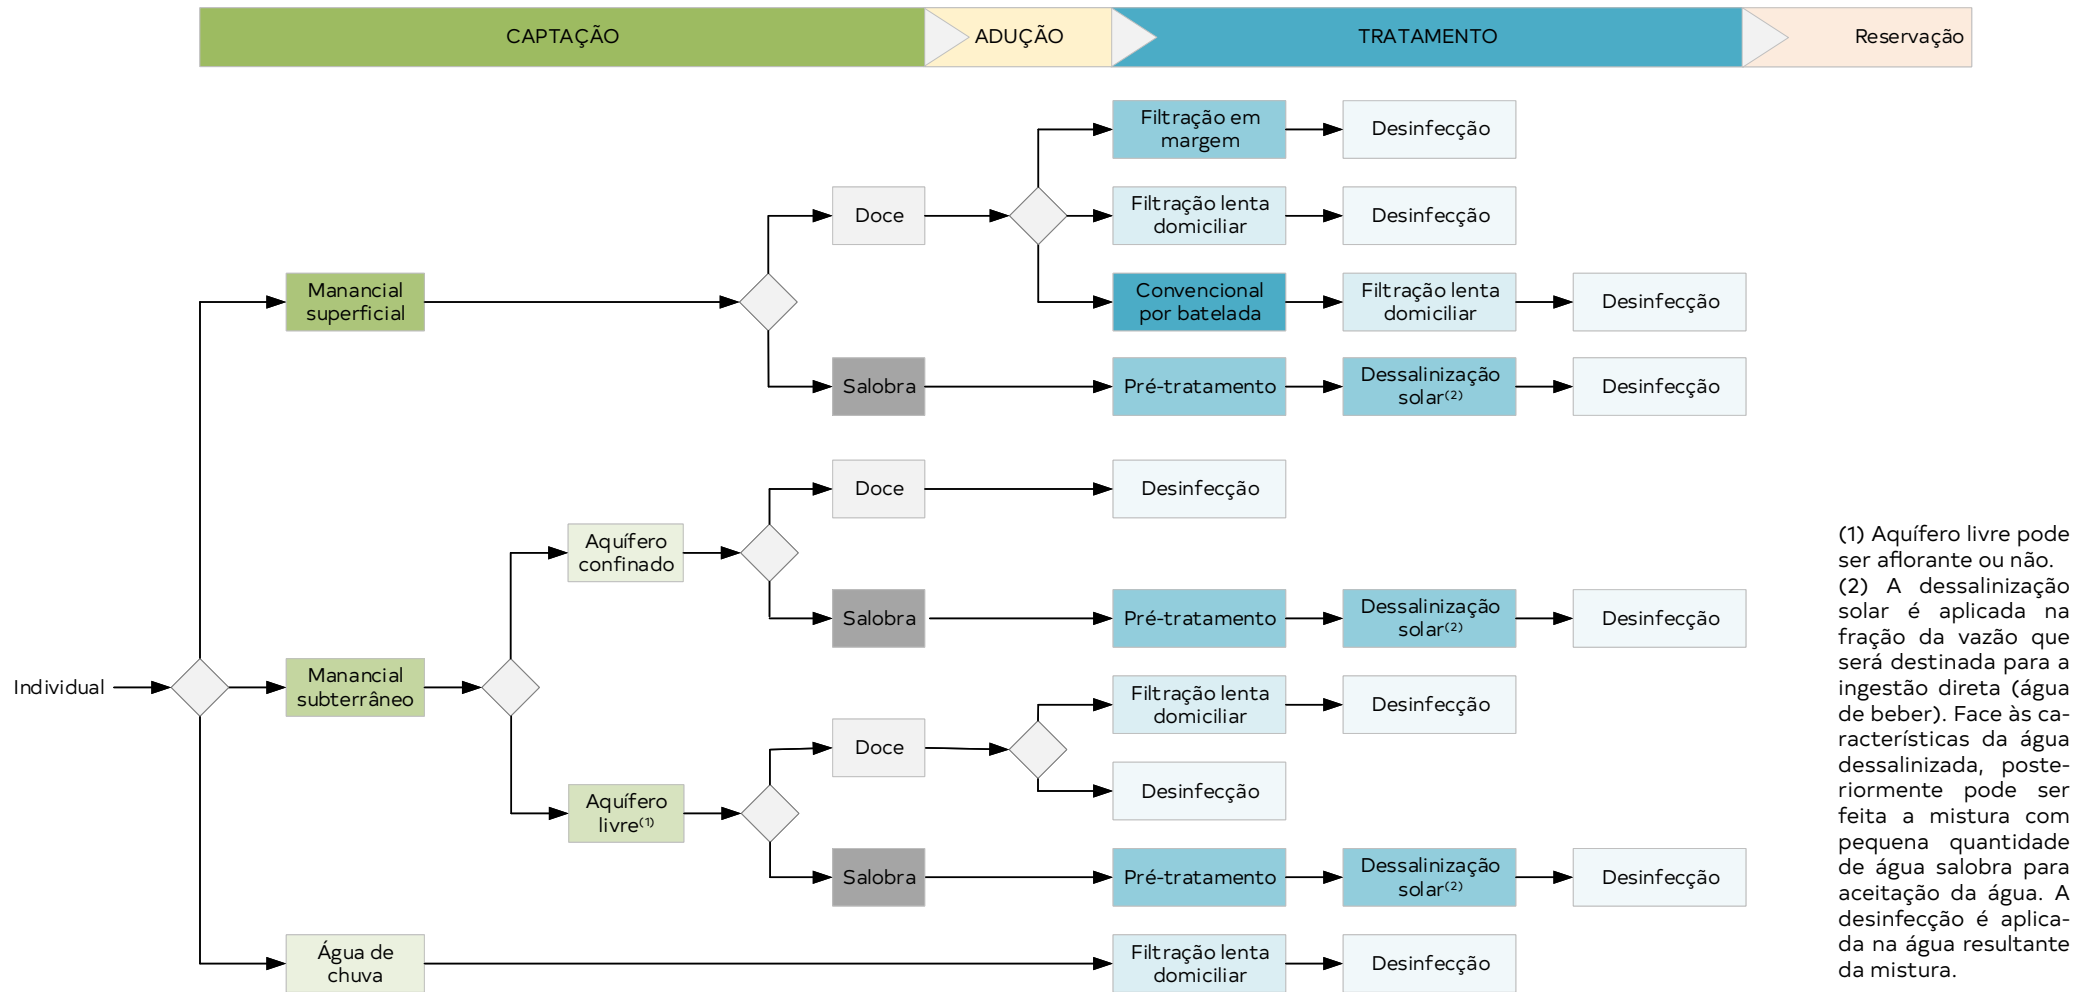 CAPTAÇÃO
ADUÇÃO
TRATAMENTO
Reservação
Filtração em
margem
Desinfecção
Doce
Filtração lenta
domiciliar
Desinfecção
Manancial
superficial
Convencional
por batelada
Filtração lenta
domiciliar
Desinfecção
Salobra
Pré-tratamento
Dessalinização
solar(2)
Desinfecção
Doce
Desinfecção
Aquífero
confinado
Salobra
Pré-tratamento
Dessalinização
solar(2)
Desinfecção
Individual
Manancial
subterrâneo
Filtração lenta
domiciliar
Desinfecção
Doce
Desinfecção
Aquífero
livre(1)
Salobra
Pré-tratamento
Dessalinização
solar(2)
Desinfecção
Água de
chuva
Filtração lenta
domiciliar
Desinfecção
(1) Aquífero livre pode
ser aflorante ou não.
(2) A dessalinização
solar é aplicada na
fração da vazão que
será destinada para a
ingestão direta (água
de beber). Face às ca-
racterísticas da água
dessalinizada, poste-
riormente pode ser
feita a mistura com
pequena quantidade
de água salobra para
aceitação da água. A
desinfecção é aplica-
da na água resultante
da mistura.